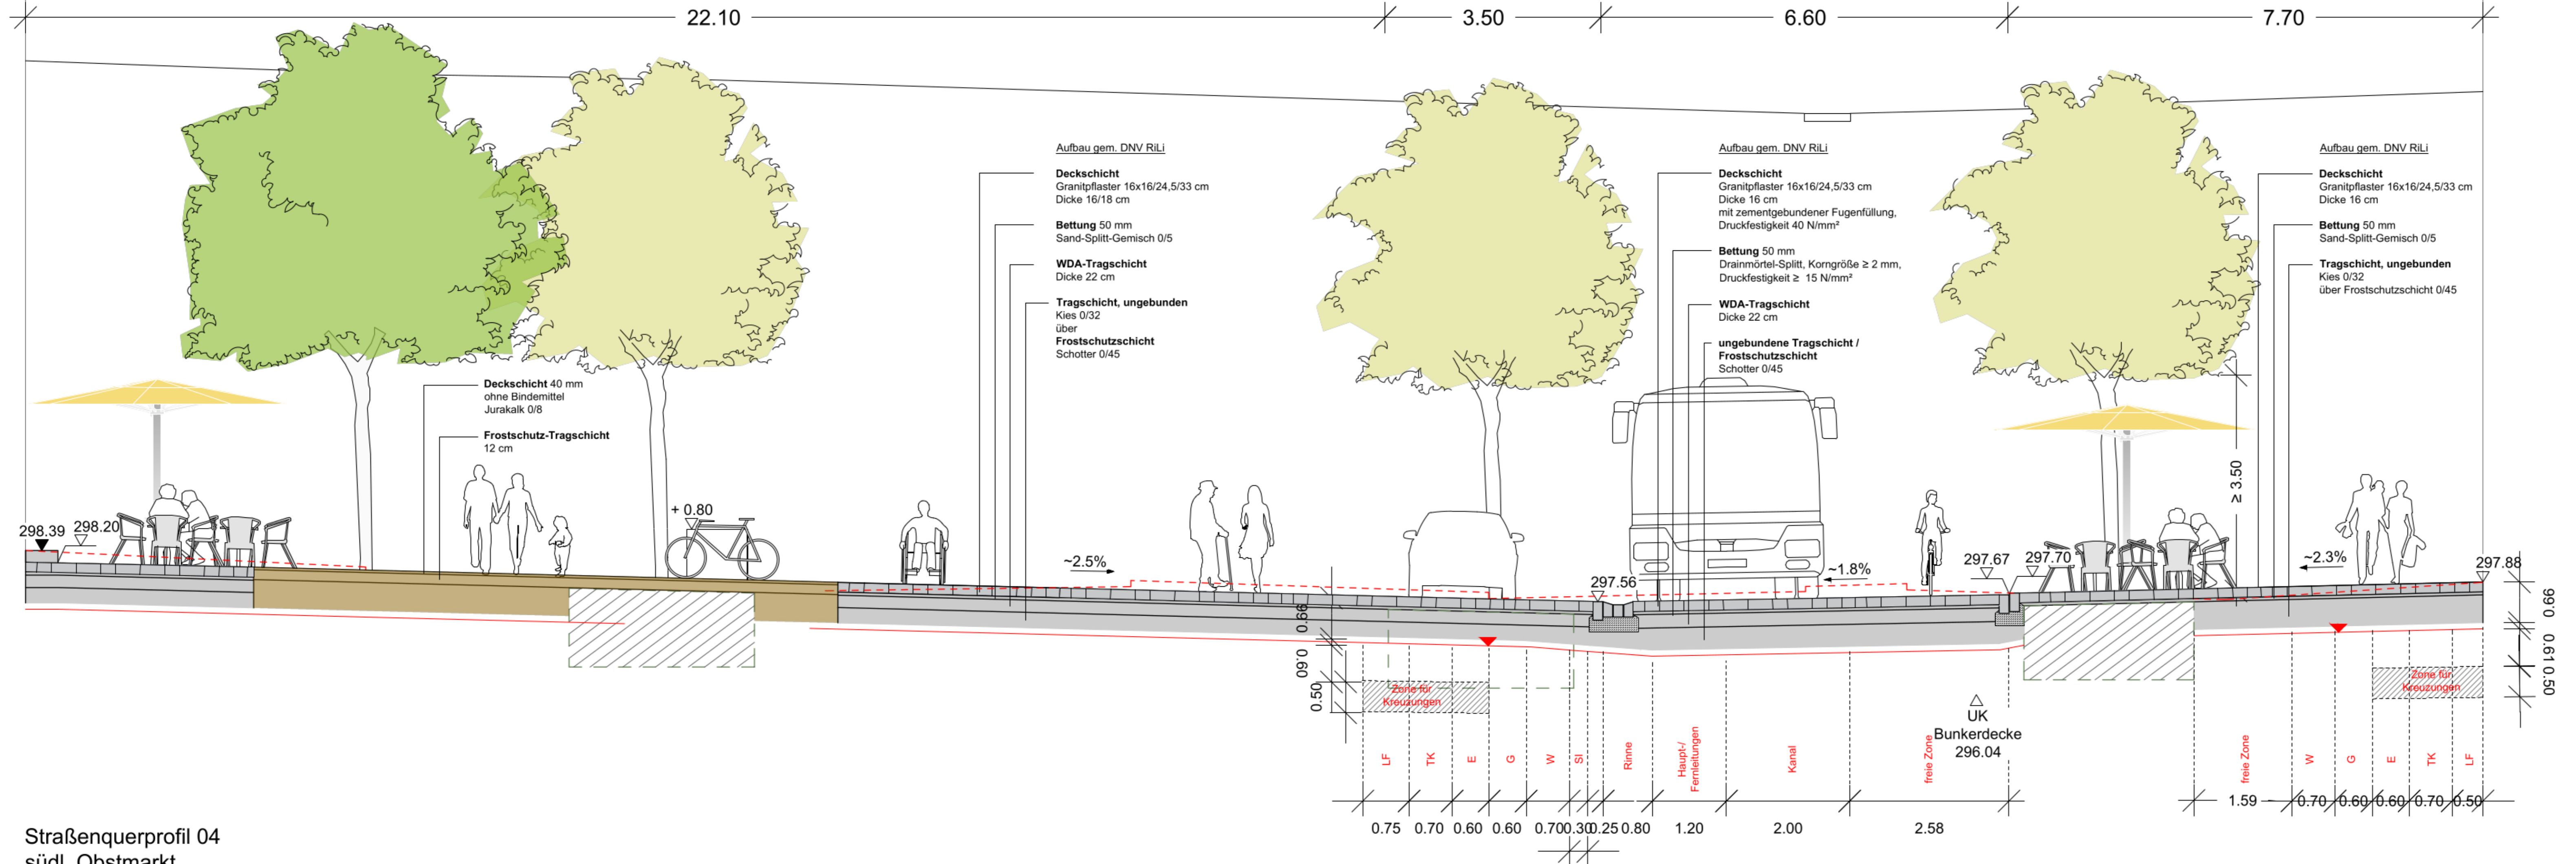 22.10
3.50
6.60
7.70
Aufbau gem. DNV RiLi
Deckschicht
Granitpflaster 16x16/24,5/33 cm
Dicke 16/18 cm
Bettung 50 mm
Sand-Splitt-Gemisch 0/5
WDA-Tragschicht
Dicke 22 cm
Tragschicht, ungebunden
Kies 0/32
über
Frostschutzschicht
Schotter 0/45
Aufbau gem. DNV RiLi
Deckschicht
Granitpflaster 16x16/24,5/33 cm
Dicke 16 cm
mit zementgebundener Fugenfüllung,
Druckfestigkeit 40 N/mm²
Bettung 50 mm
Drainmörtel-Splitt, Korngröße ≥ 2 mm,
Druckfestigkeit ≥ 15 N/mm²
WDA-Tragschicht
Dicke 22 cm
ungebundene Tragschicht /
Frostschutzschicht
Schotter 0/45
Aufbau gem. DNV RiLi
Deckschicht
Granitpflaster 16x16/24,5/33 cm
Dicke 16 cm
Bettung 50 mm
Sand-Splitt-Gemisch 0/5
Tragschicht, ungebunden
Kies 0/32
über Frostschutzschicht 0/45
Deckschicht 40 mm
ohne Bindemittel
Jurakalk 0/8
Frostschutz-Tragschicht
12 cm
298.39
298.20
+ 0.80
~2.5%
297.56
~1.8%
297.67
297.70
≥ 3.50
~2.3%
297.88
0.66
0.60
0.50
0.66
0.61
0.50
Zone für
Kreuzungen
Zone für
Kreuzungen
UK
Bunkerdecke
296.04
LF
TK
E
G
W
SI
Rinne
Haupt-/
Fernleitungen
Kanal
freie Zone
freie Zone
W
G
E
TK
LF
1.59
0.70
0.60
0.60
0.70
0.50
0.75
0.70
0.60
0.60
0.70
0.30
0.25
0.80
1.20
2.00
2.58
Straßenquerprofil 04
südl. Obstmarkt